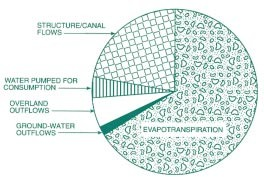 STRUCTURE/CANAL
FLOWS
WATER PUMPED FOR
CONSUMPTION
OVERLAND
OUTFLOWS
GROUND-WATER
OUTFLOWS
EVAPOTRANSPIRATION